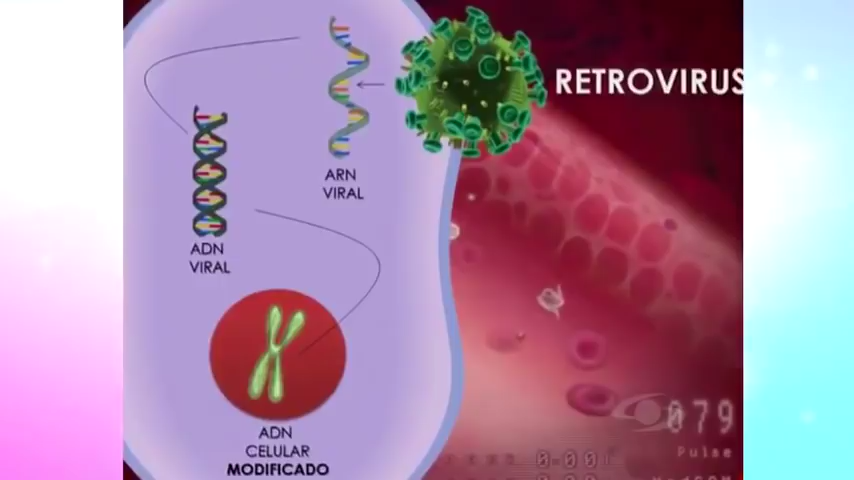 RETROVIRUS
ARN
VIRAL
ADN
VIRAL
ADN
CELULAR
MODIFICADO
079
Pulse